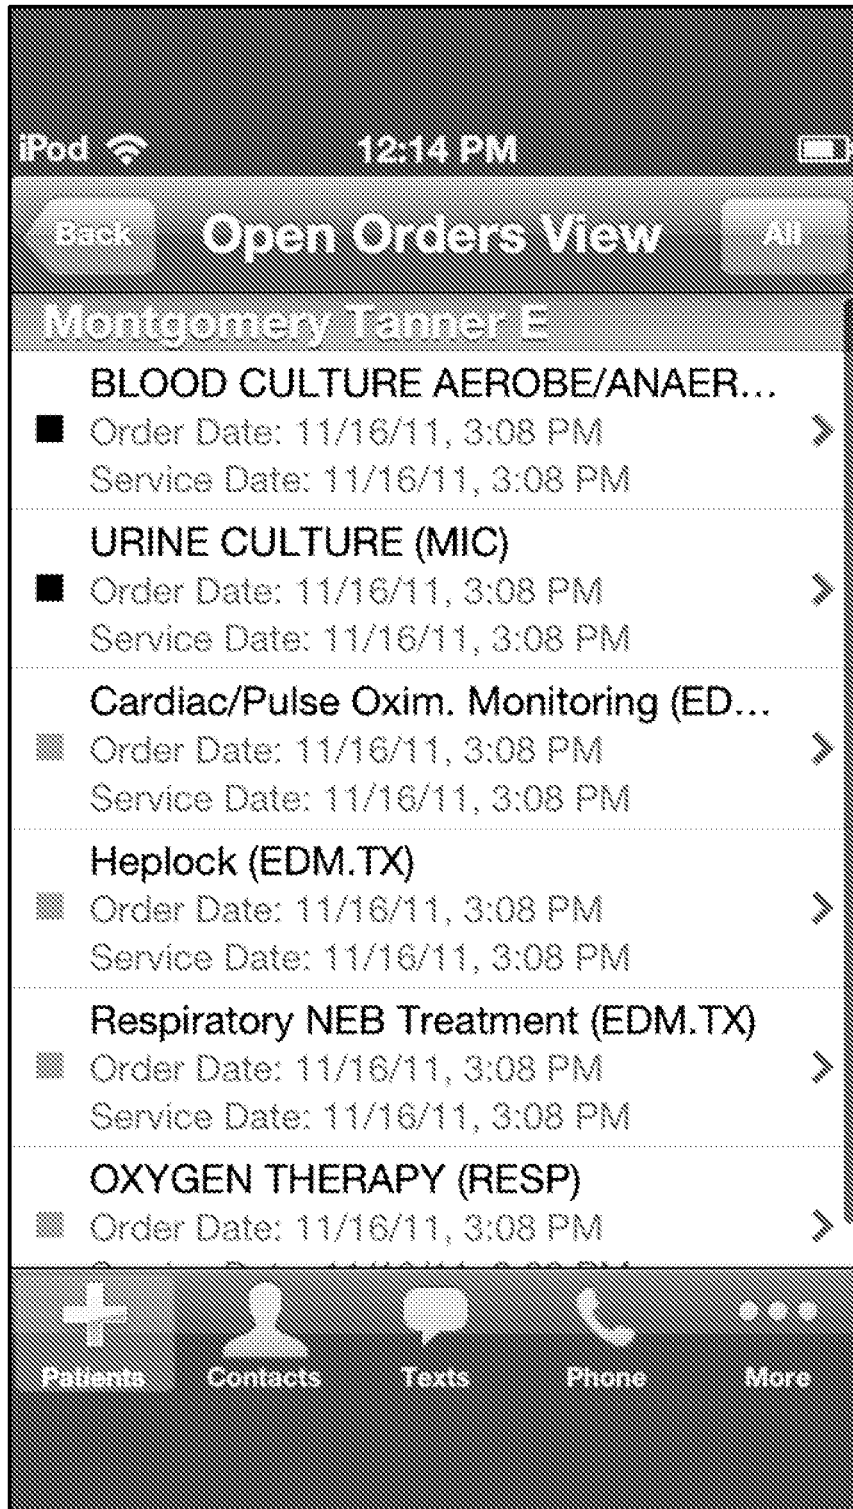 iPod 12:14 PM
Back Open Orders View All
Montgomery Tanner E
BLOOD CULTURE AEROBE/ANAER...
Order Date: 11/16/11, 3:08 PM
Service Date: 11/16/11, 3:08 PM
URINE CULTURE (MIC)
Order Date: 11/16/11, 3:08 PM
Service Date: 11/16/11, 3:08 PM
Cardiac/Pulse Oxim. Monitoring (ED...
Order Date: 11/16/11, 3:08 PM
Service Date: 11/16/11, 3:08 PM
Heplock (EDM.TX)
Order Date: 11/16/11, 3:08 PM
Service Date: 11/16/11, 3:08 PM
Respiratory NEB Treatment (EDM.TX)
Order Date: 11/16/11, 3:08 PM
Service Date: 11/16/11, 3:08 PM
OXYGEN THERAPY (RESP)
Order Date: 11/16/11, 3:08 PM
Patients Contacts Texts Phone More